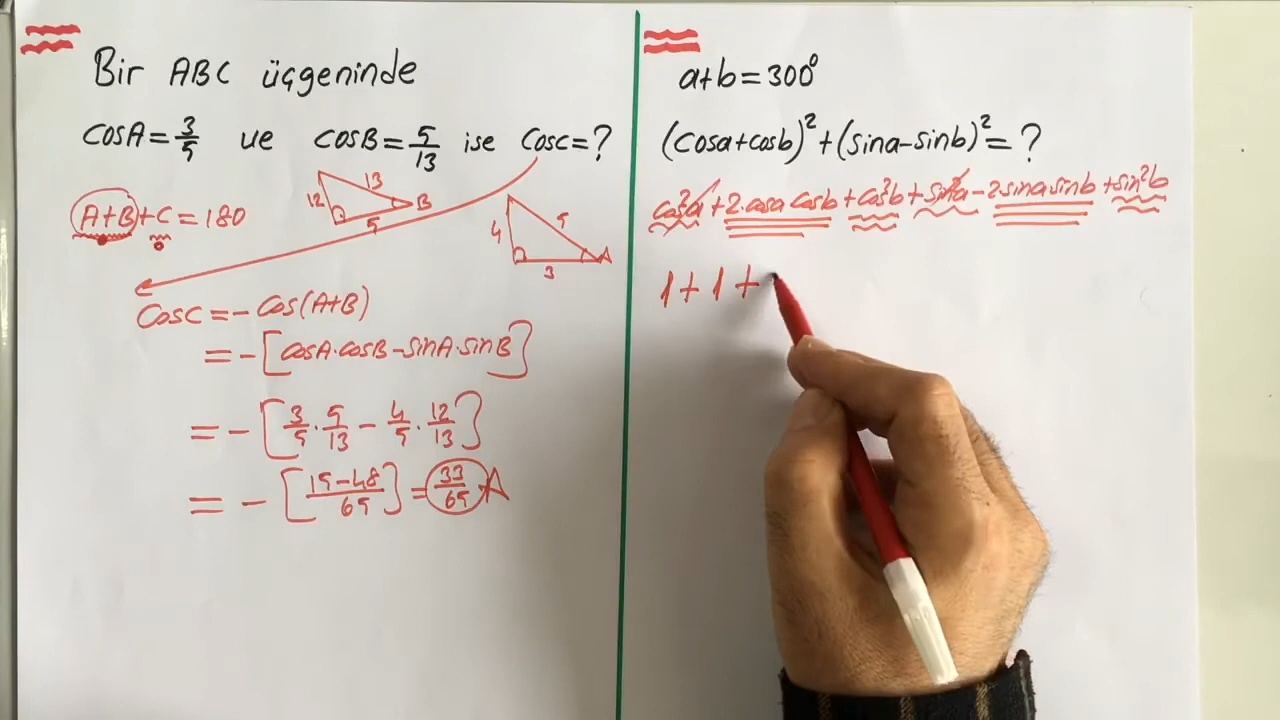 Bir ABC üçgeninde
cosA=3/5 ve cosB=5/13 ise cosc=?
A+B+C=180
12 13 5 B
4 5 3 A
Cosc=-cos(A+B)
=-[cosA.cosB-sinA.sinB]
=-[3/5.5/13-4/5.12/13]
=-[15-48/65]=33/65 A
a+b=300°
(cosa+cosb)²+(sina-sinb)²=?
cos²a+2.cosa.cosb+cos²b+sin²a-2.sina.sinb+sin²b
1+1+